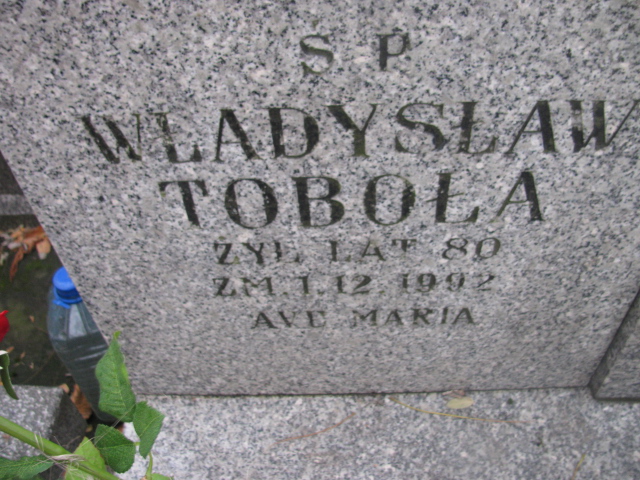 Ś P
WŁADYSŁAW
TOBOŁA
ŻYŁ LAT 80
ZM 1.12 1992
AVE MARIA